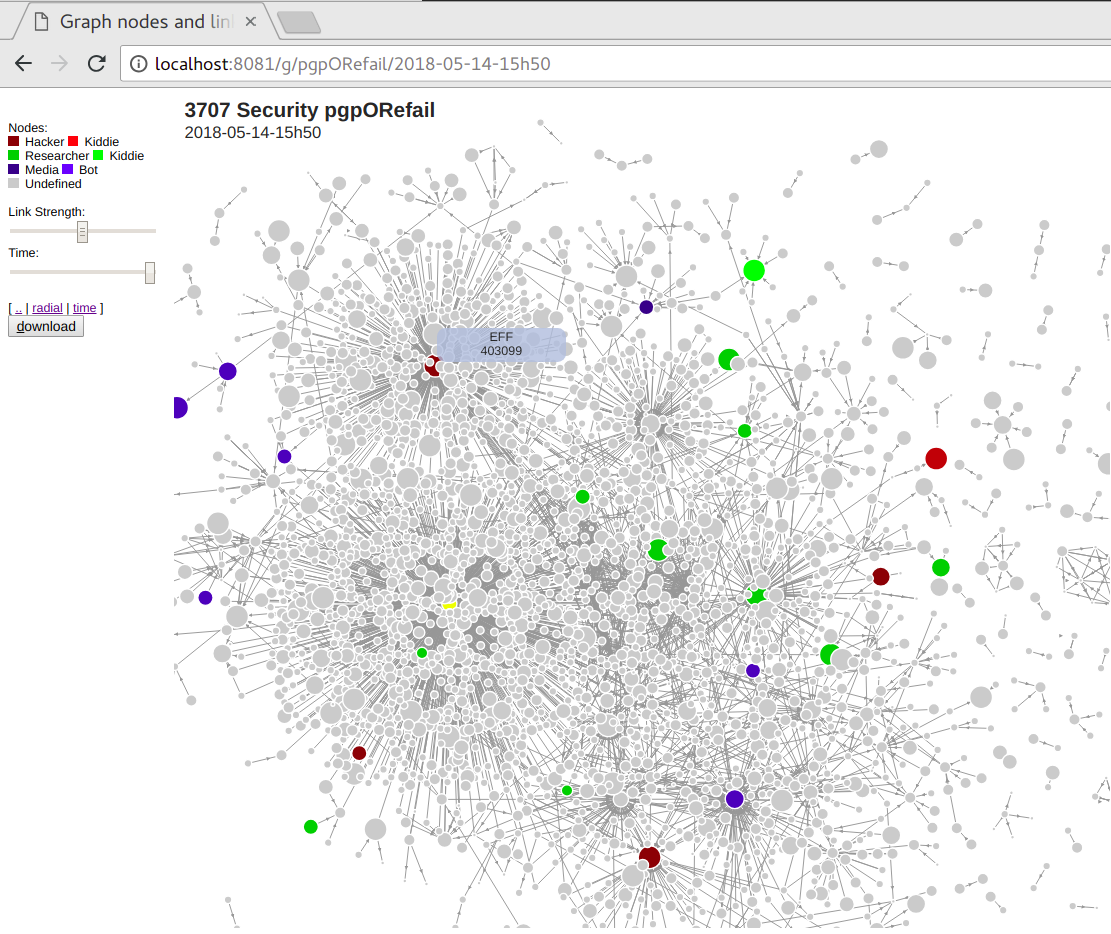 Graph nodes and lin
localhost:8081/g/pgpORefail/2018-05-14-15h50
3707 Security pgpORefail
2018-05-14-15h50
Nodes:
Hacker Kiddie
Researcher Kiddie
Media Bot
Undefined
Link Strength:
Time:
[ .. | radial | time ]
download
EFF
403099